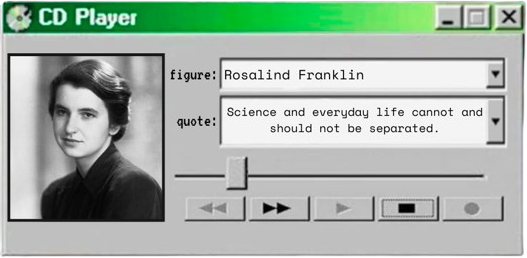 CD Player
figure: Rosalind Franklin
quote: Science and everyday life cannot and
should not be separated.